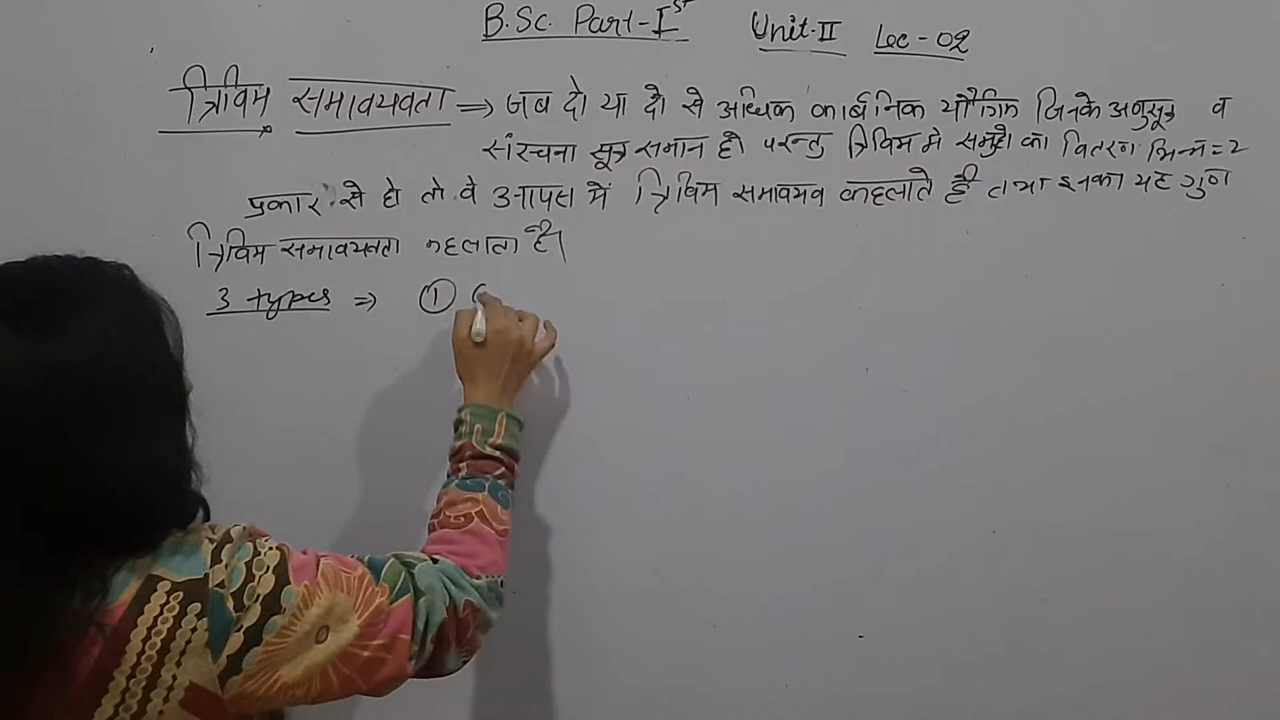 B.Sc. Part-Ist Unit-II Lec-02
त्रिविम समावयवता ⇒ जब दो या दो से अधिक कार्बनिक यौगिक जिनके अणुसूत्र व
संरचना सूत्र समान हो परन्तु त्रिविम मे समुहो का वितरण भिन्न=2
प्रकार से हो तो वे आपस में त्रिविम समावयव कहलाते है तथा इनका यह गुण
त्रिविम समावयवता कहलाता है।
3 types ⇒ ①